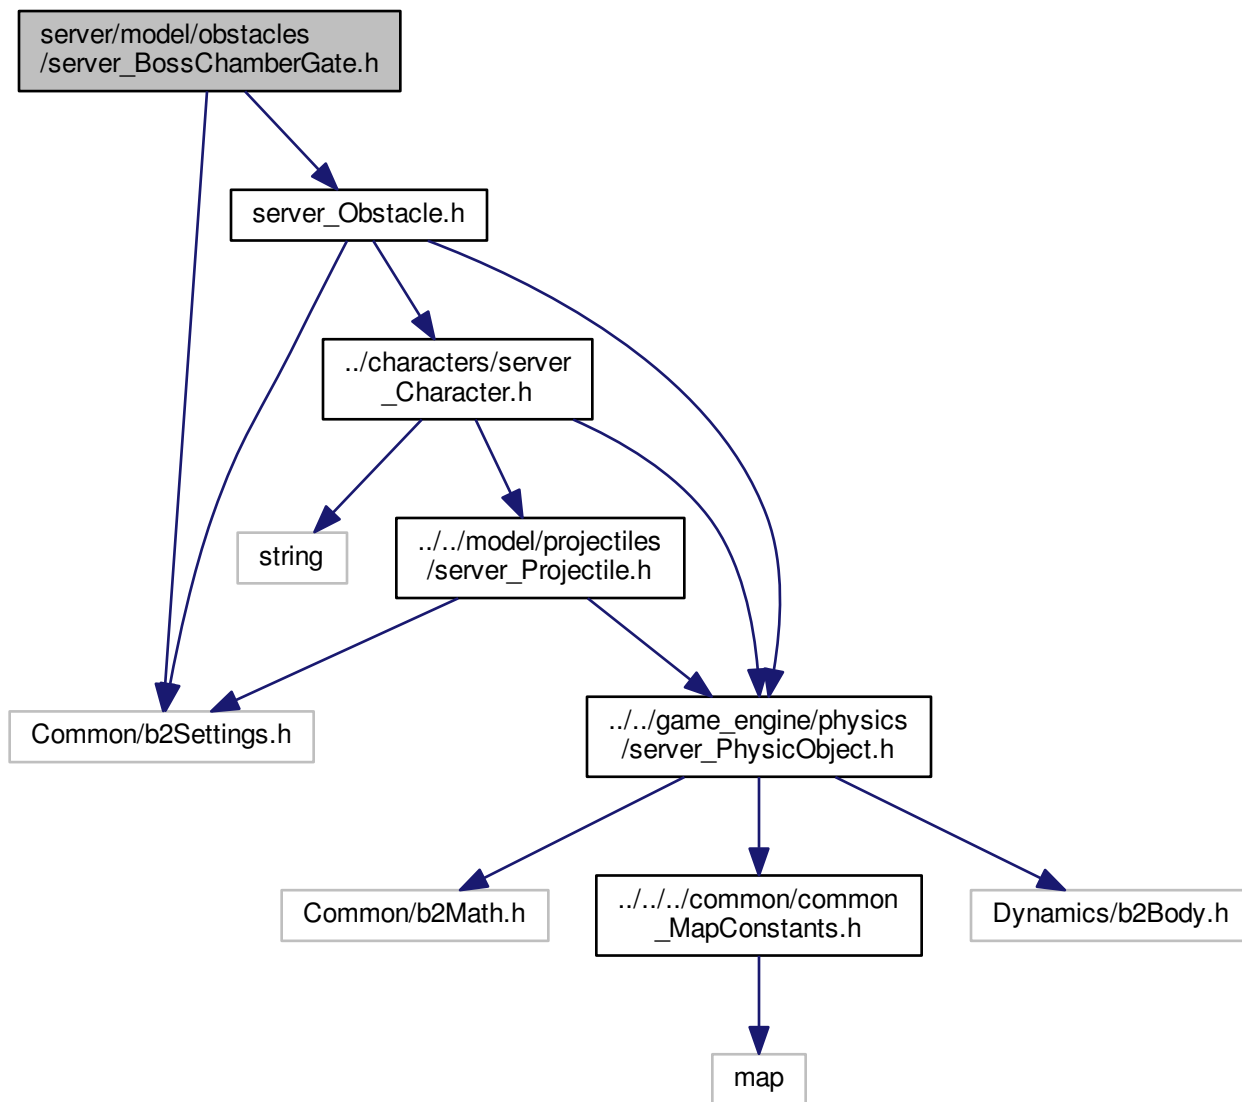 server/model/obstacles
/server_BossChamberGate.h
server_Obstacle.h
../characters/server
_Character.h
string
../../model/projectiles
/server_Projectile.h
Common/b2Settings.h
../../game_engine/physics
/server_PhysicObject.h
Common/b2Math.h
../../../common/common
_MapConstants.h
Dynamics/b2Body.h
map